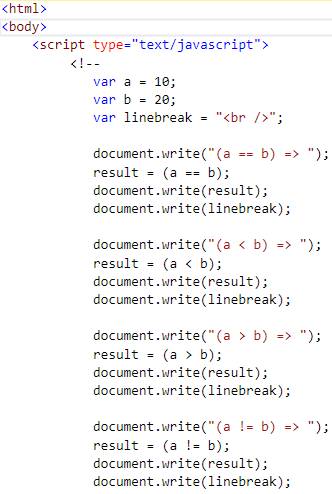 <html>
<body>
<script type="text/javascript">
<!--
var a = 10;
var b = 20;
var linebreak = "<br />";
document.write("(a == b) => ");
result = (a == b);
document.write(result);
document.write(linebreak);
document.write("(a < b) => ");
result = (a < b);
document.write(result);
document.write(linebreak);
document.write("(a > b) => ");
result = (a > b);
document.write(result);
document.write(linebreak);
document.write("(a != b) => ");
result = (a != b);
document.write(result);
document.write(linebreak);